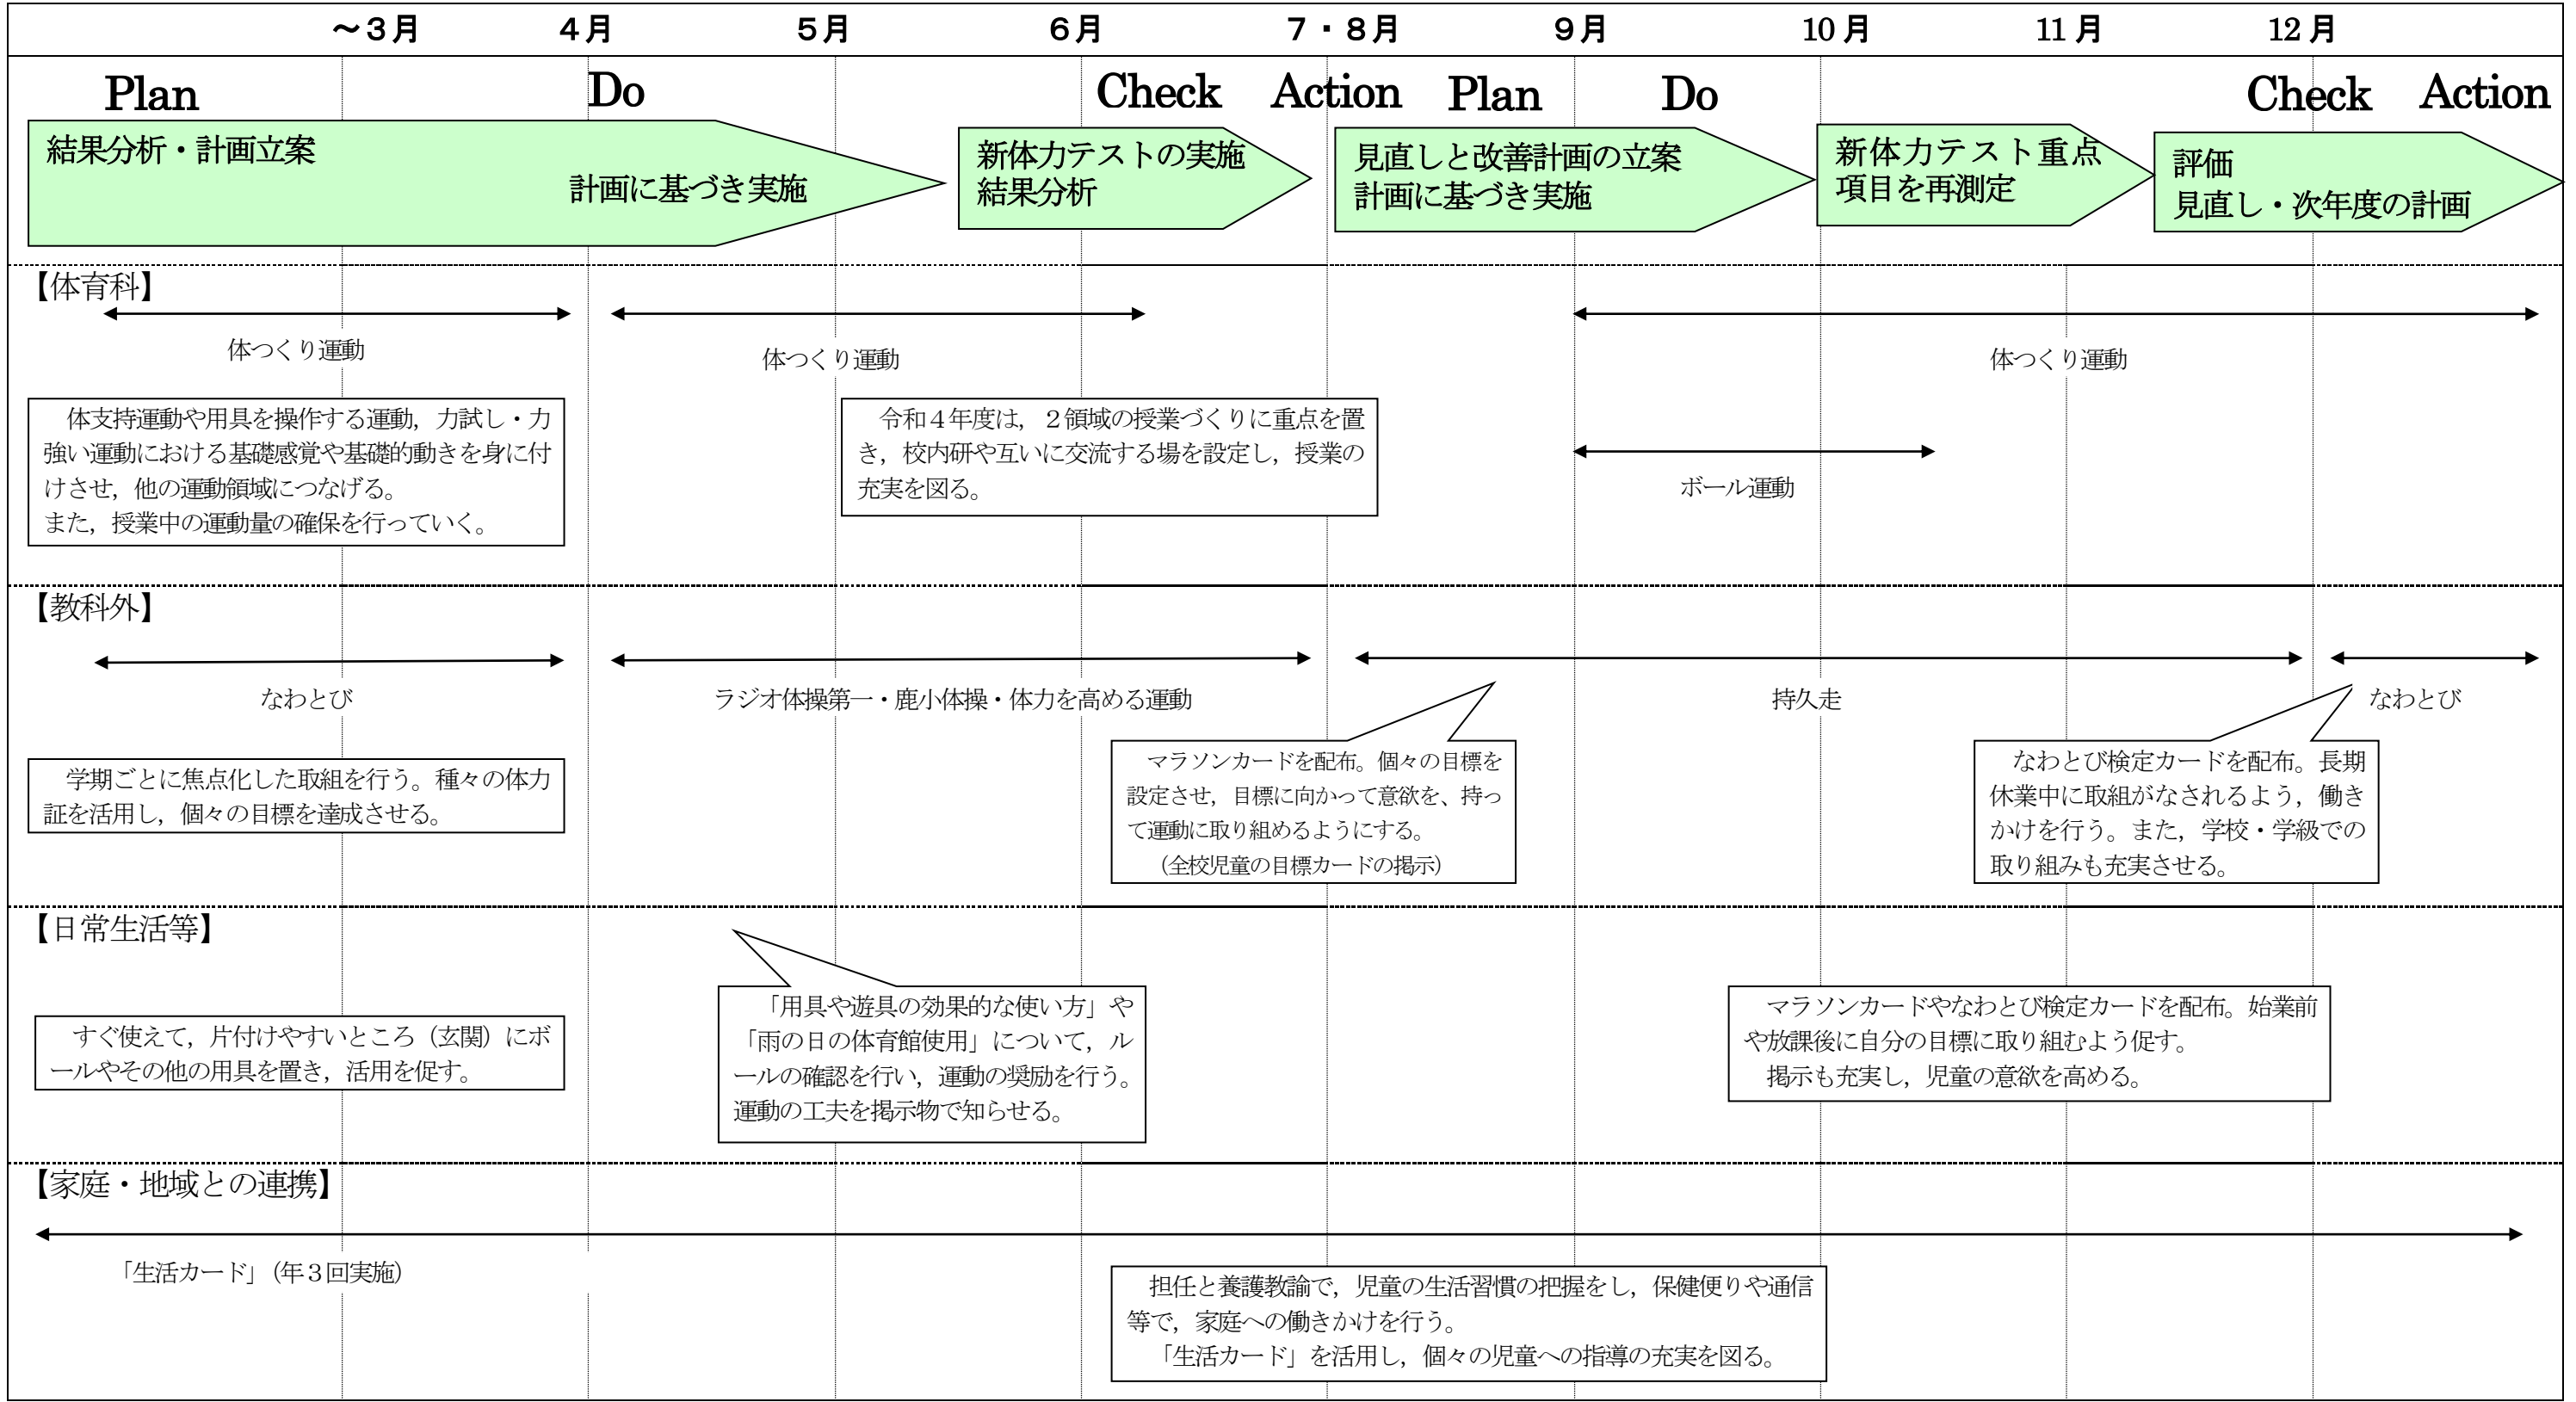 ～３月　４月　５月　６月　７・８月　９月　10 月　11 月　12 月
Plan　Do　Check　Action　Plan　Do　Check　Action
結果分析・計画立案
計画に基づき実施
新体力テストの実施
結果分析
見直しと改善計画の立案
計画に基づき実施
新体力テスト重点
項目を再測定
評価
見直し・次年度の計画
【体育科】
体つくり運動
体つくり運動
体つくり運動
体支持運動や用具を操作する運動，力試し・力
強い運動における基礎感覚や基礎的動きを身に付
けさせ，他の運動領域につなげる。
また，授業中の運動量の確保を行っていく。
令和４年度は，２領域の授業づくりに重点を置
き，校内研や互いに交流する場を設定し，授業の
充実を図る。
ボール運動
【教科外】
なわとび
ラジオ体操第一・鹿小体操・体力を高める運動
持久走
なわとび
学期ごとに焦点化した取組を行う。種々の体力
証を活用し，個々の目標を達成させる。
マラソンカードを配布。個々の目標を
設定させ，目標に向かって意欲を、持っ
て運動に取り組めるようにする。
（全校児童の目標カードの掲示）
なわとび検定カードを配布。長期
休業中に取組がなされるよう，働き
かけを行う。また，学校・学級での
取り組みも充実させる。
【日常生活等】
すぐ使えて，片付けやすいところ（玄関）にボ
ールやその他の用具を置き，活用を促す。
「用具や遊具の効果的な使い方」や
「雨の日の体育館使用」について，ル
ールの確認を行い，運動の奨励を行う。
運動の工夫を掲示物で知らせる。
マラソンカードやなわとび検定カードを配布。始業前
や放課後に自分の目標に取り組むよう促す。
掲示も充実し，児童の意欲を高める。
【家庭・地域との連携】
「生活カード」（年３回実施）
担任と養護教諭で，児童の生活習慣の把握をし，保健便りや通信
等で，家庭への働きかけを行う。
「生活カード」を活用し，個々の児童への指導の充実を図る。